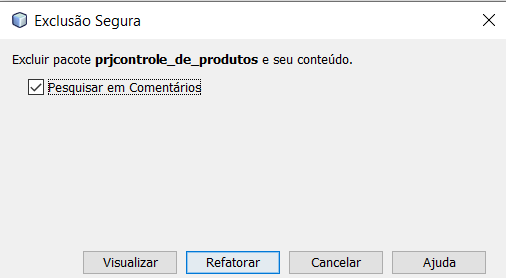 Exclusão Segura
Excluir pacote prjcontrole_de_produtos e seu conteúdo.
Pesquisar em Comentários
Visualizar Refatorar Cancelar Ajuda